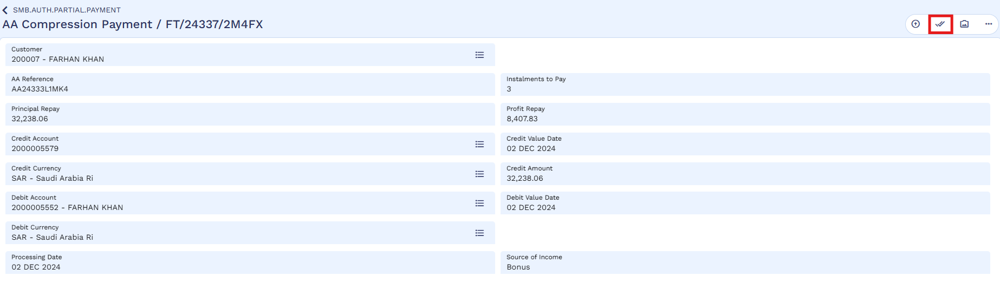 SMB.AUTH.PARTIAL.PAYMENT
AA Compression Payment / FT/24337/2M4FX
Customer
200007 - FARHAN KHAN
AA Reference
AA24333L1MK4
Instalments to Pay
3
Principal Repay
32,238.06
Profit Repay
8,407.83
Credit Account
2000005579
Credit Value Date
02 DEC 2024
Credit Currency
SAR - Saudi Arabia Ri
Credit Amount
32,238.06
Debit Account
2000005552 - FARHAN KHAN
Debit Value Date
02 DEC 2024
Debit Currency
SAR - Saudi Arabia Ri
Processing Date
02 DEC 2024
Source of Income
Bonus